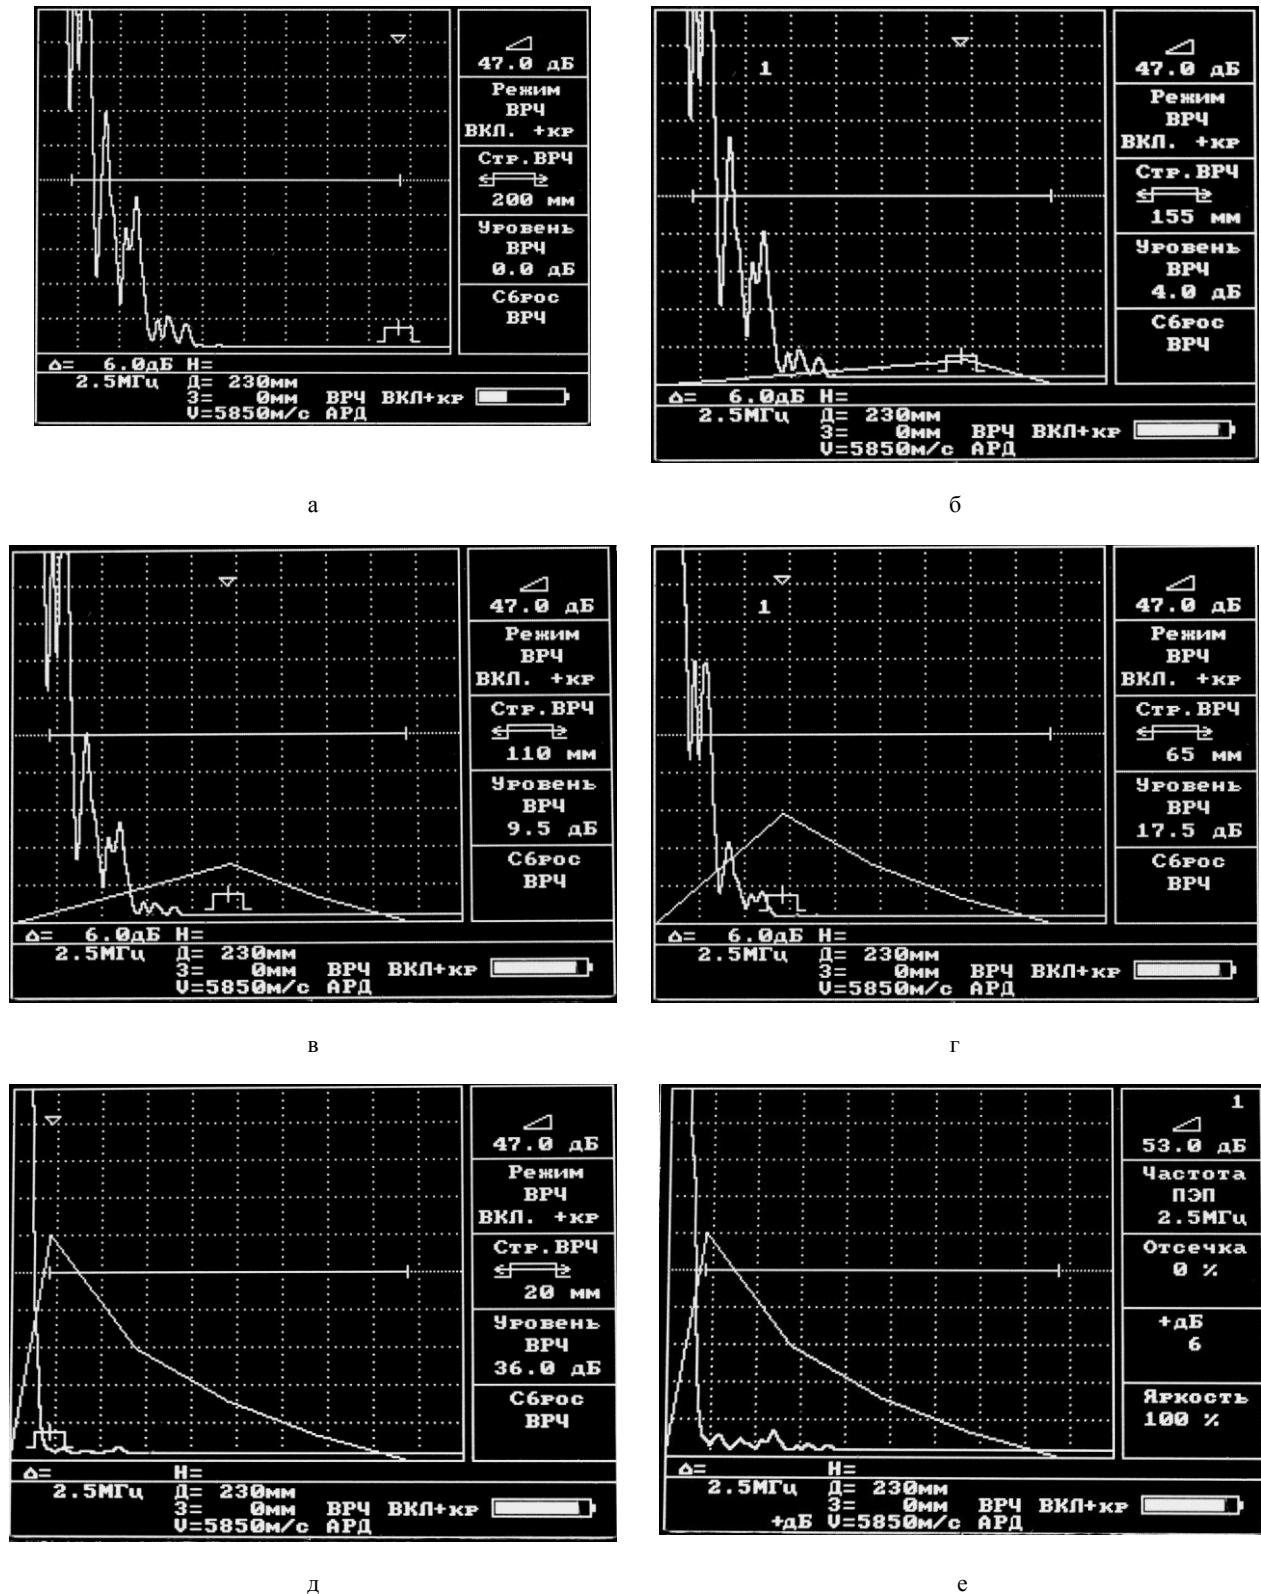 47.0 дБ
Режим
ВРЧ
ВКЛ. +кр
Стр.ВРЧ
200 мм
Уровень
ВРЧ
0.0 дБ
Сброс
ВРЧ
Δ= 6.0дБ H=
2.5МГц Д= 230мм
З= 0мм ВРЧ ВКЛ+кр
V=5850м/с АРД
а
1
47.0 дБ
Режим
ВРЧ
ВКЛ. +кр
Стр.ВРЧ
155 мм
Уровень
ВРЧ
4.0 дБ
Сброс
ВРЧ
Δ= 6.0дБ H=
2.5МГц Д= 230мм
З= 0мм ВРЧ ВКЛ+кр
V=5850м/с АРД
б
47.0 дБ
Режим
ВРЧ
ВКЛ. +кр
Стр.ВРЧ
110 мм
Уровень
ВРЧ
9.5 дБ
Сброс
ВРЧ
Δ= 6.0дБ H=
2.5МГц Д= 230мм
З= 0мм ВРЧ ВКЛ+кр
V=5850м/с АРД
в
1
47.0 дБ
Режим
ВРЧ
ВКЛ. +кр
Стр.ВРЧ
65 мм
Уровень
ВРЧ
17.5 дБ
Сброс
ВРЧ
Δ= 6.0дБ H=
2.5МГц Д= 230мм
З= 0мм ВРЧ ВКЛ+кр
V=5850м/с АРД
г
47.0 дБ
Режим
ВРЧ
ВКЛ. +кр
Стр.ВРЧ
20 мм
Уровень
ВРЧ
36.0 дБ
Сброс
ВРЧ
Δ= H=
2.5МГц Д= 230мм
З= 0мм ВРЧ ВКЛ+кр
V=5850м/с АРД
д
1
53.0 дБ
Частота
ПЭП
2.5МГц
Отсечка
0 %
+дБ
6
Яркость
100 %
Δ= H=
2.5МГц Д= 230мм
З= 0мм ВРЧ ВКЛ+кр
+дБ V=5850м/с АРД
е